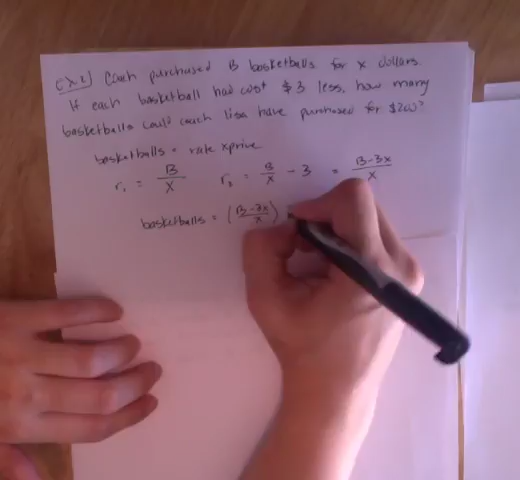 Ex 2) Coach purchased B basketballs for x dollars.
If each basketball had cost $3 less, how many
basketballs could coach lisa have purchased for $200?
basketballs = rate x price
r₁ = B/x r₂ = B/x - 3 = B-3x/x
basketballs = (B-3x/x)